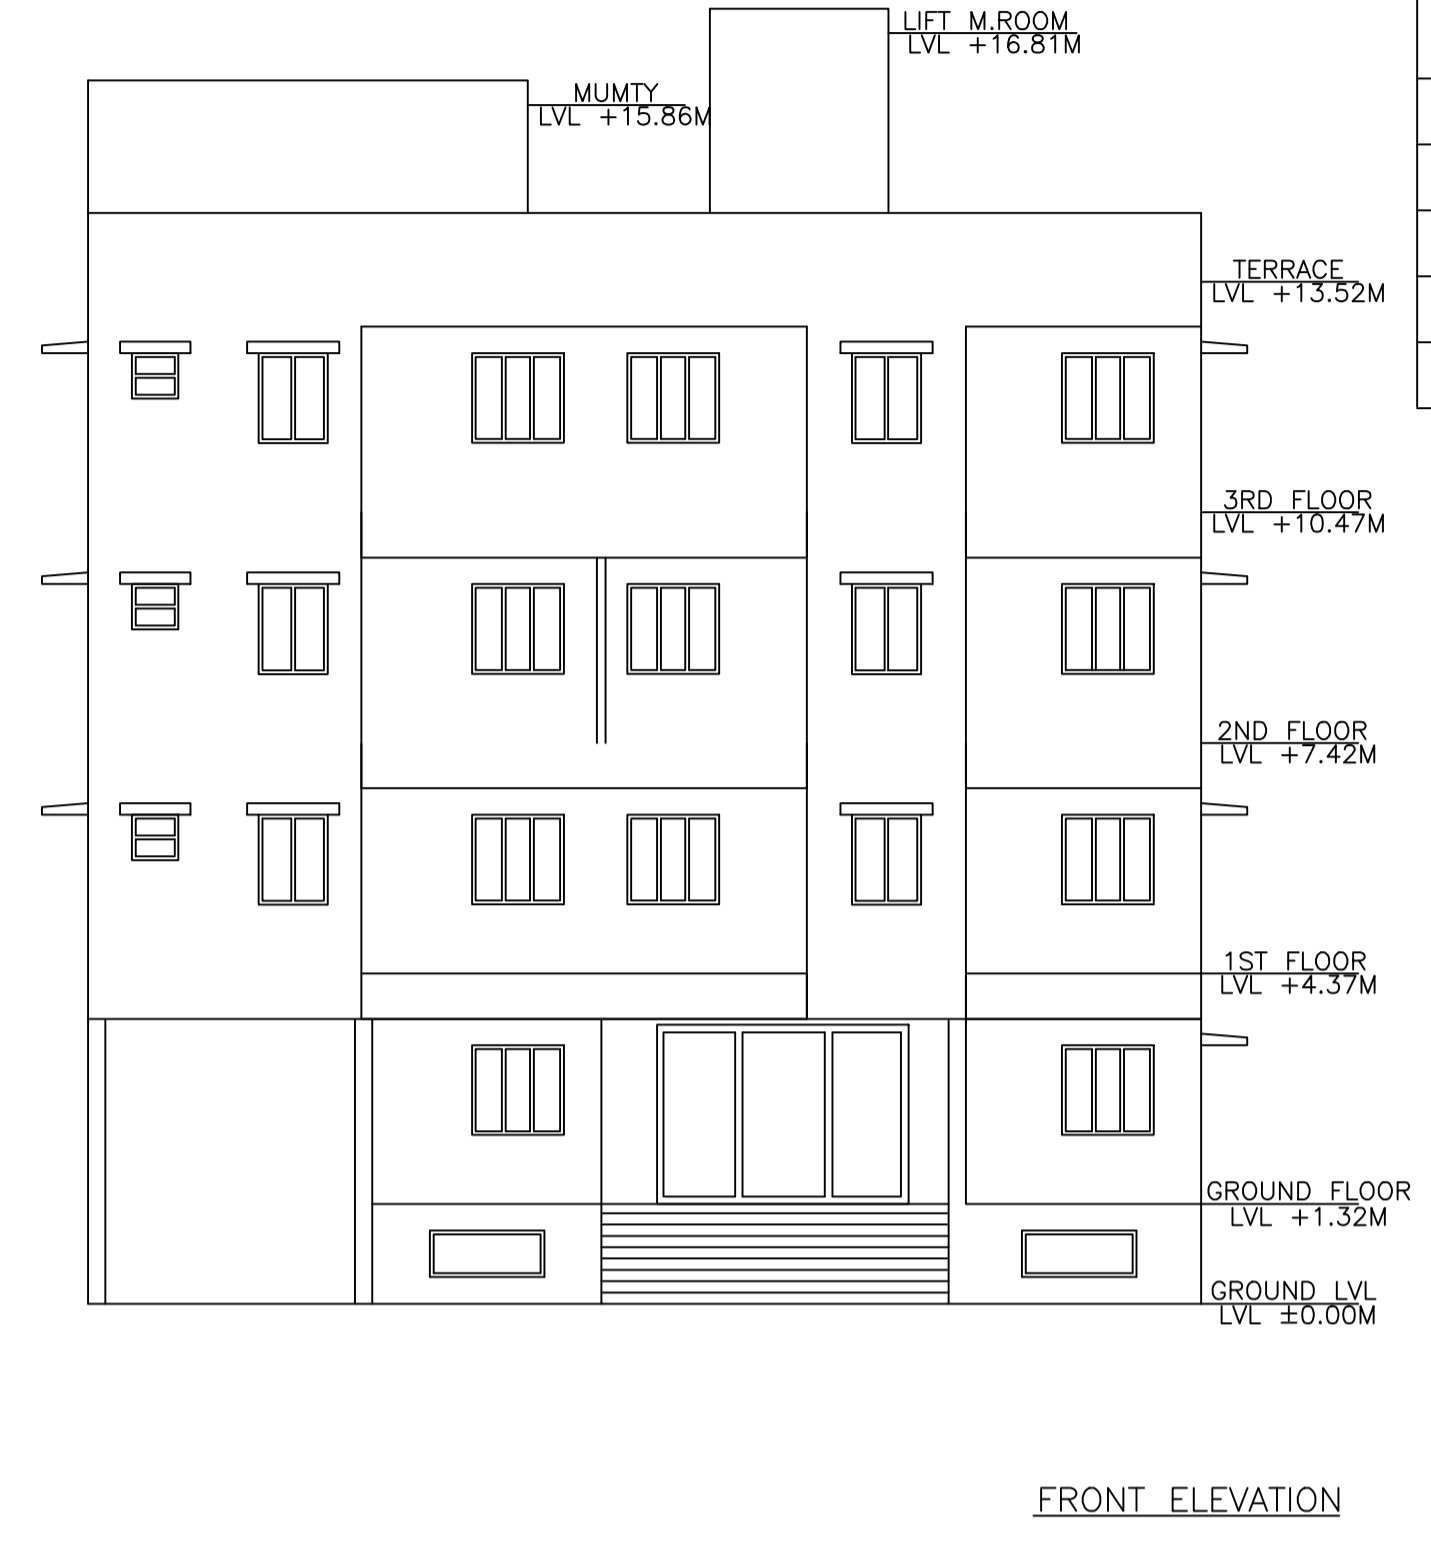 LIFT M.ROOM
LVL +16.81M
MUMTY
LVL +15.86M
TERRACE
LVL +13.52M
3RD FLOOR
LVL +10.47M
2ND FLOOR
LVL +7.42M
1ST FLOOR
LVL +4.37M
GROUND FLOOR
LVL +1.32M
GROUND LVL
LVL ±0.00M
FRONT ELEVATION